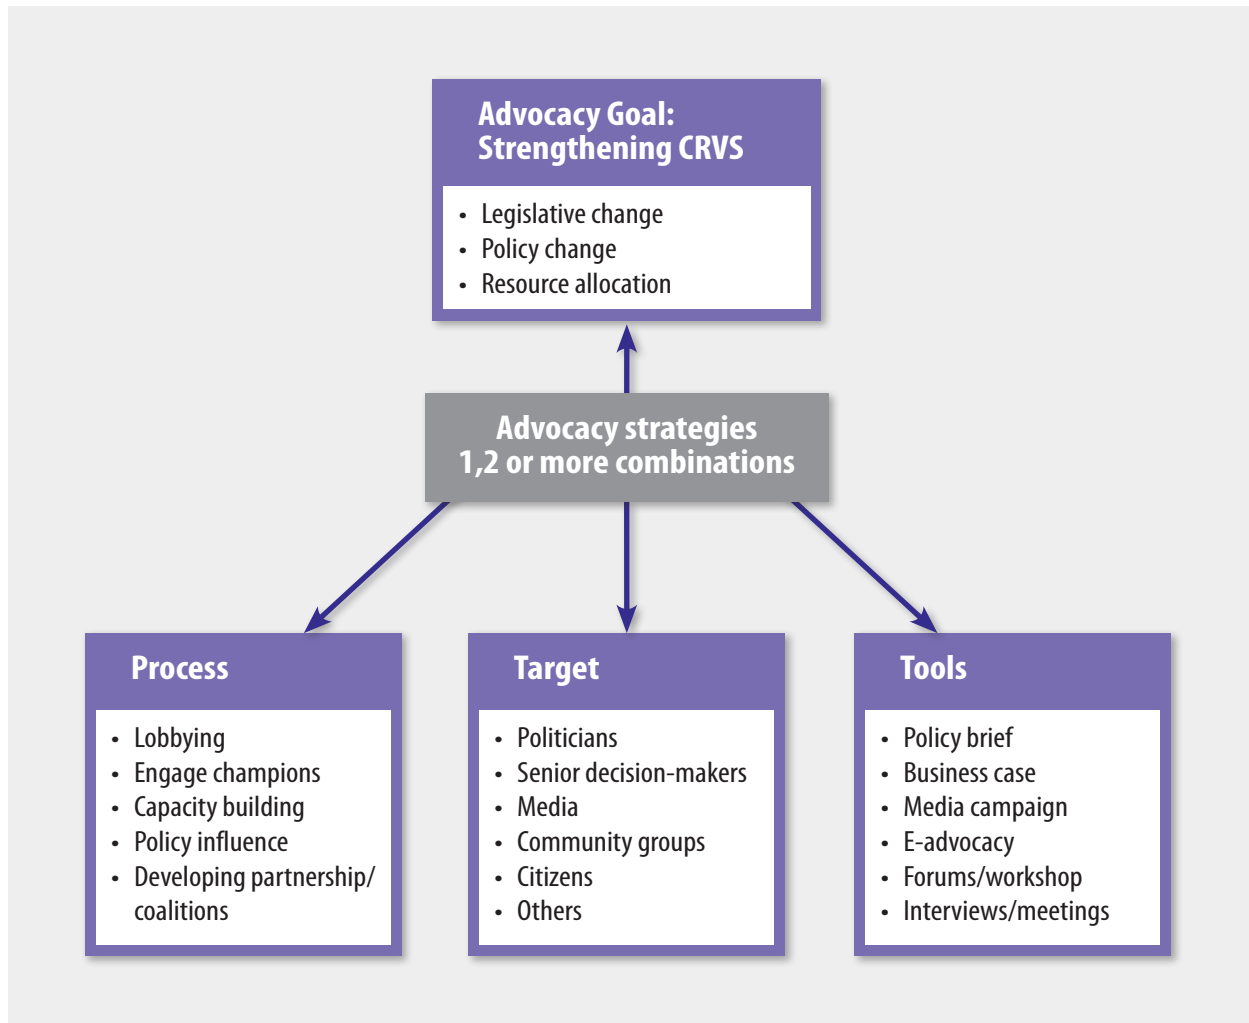 Advocacy Goal:
Strengthening CRVS
• Legislative change
• Policy change
• Resource allocation
Advocacy strategies
1,2 or more combinations
Process
• Lobbying
• Engage champions
• Capacity building
• Policy influence
• Developing partnership/
coalitions
Target
• Politicians
• Senior decision-makers
• Media
• Community groups
• Citizens
• Others
Tools
• Policy brief
• Business case
• Media campaign
• E-advocacy
• Forums/workshop
• Interviews/meetings